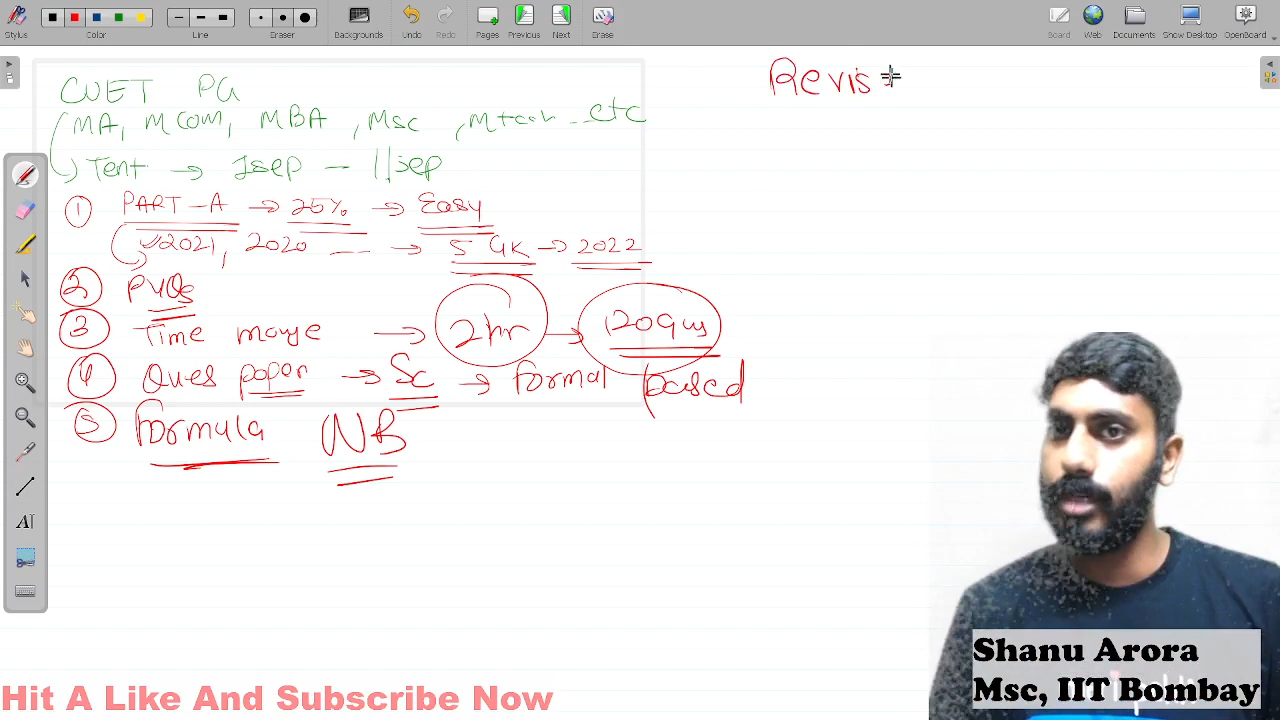 Color
Line
Eraser
Backgrounds
Undo
Redo
Pages
Previous
Next
Erase
Board
Web
Documents
Show Desktop
OpenBoard
Stylus
CUET PG
MA, MCOM, MBA, Msc, Mtech ... etc
Tent → 1sep - 11sep
① PART-A → 25% → Easy
2021, 2020 --- → 5 GK → 2022
② PYQs
③ Time mange → 2hr → 120Qus
④ Ques paper → Sc → formal based
⑤ formula NB
Revis
Shanu Arora
Msc, IIT Bombay
Hit A Like And Subscribe Now